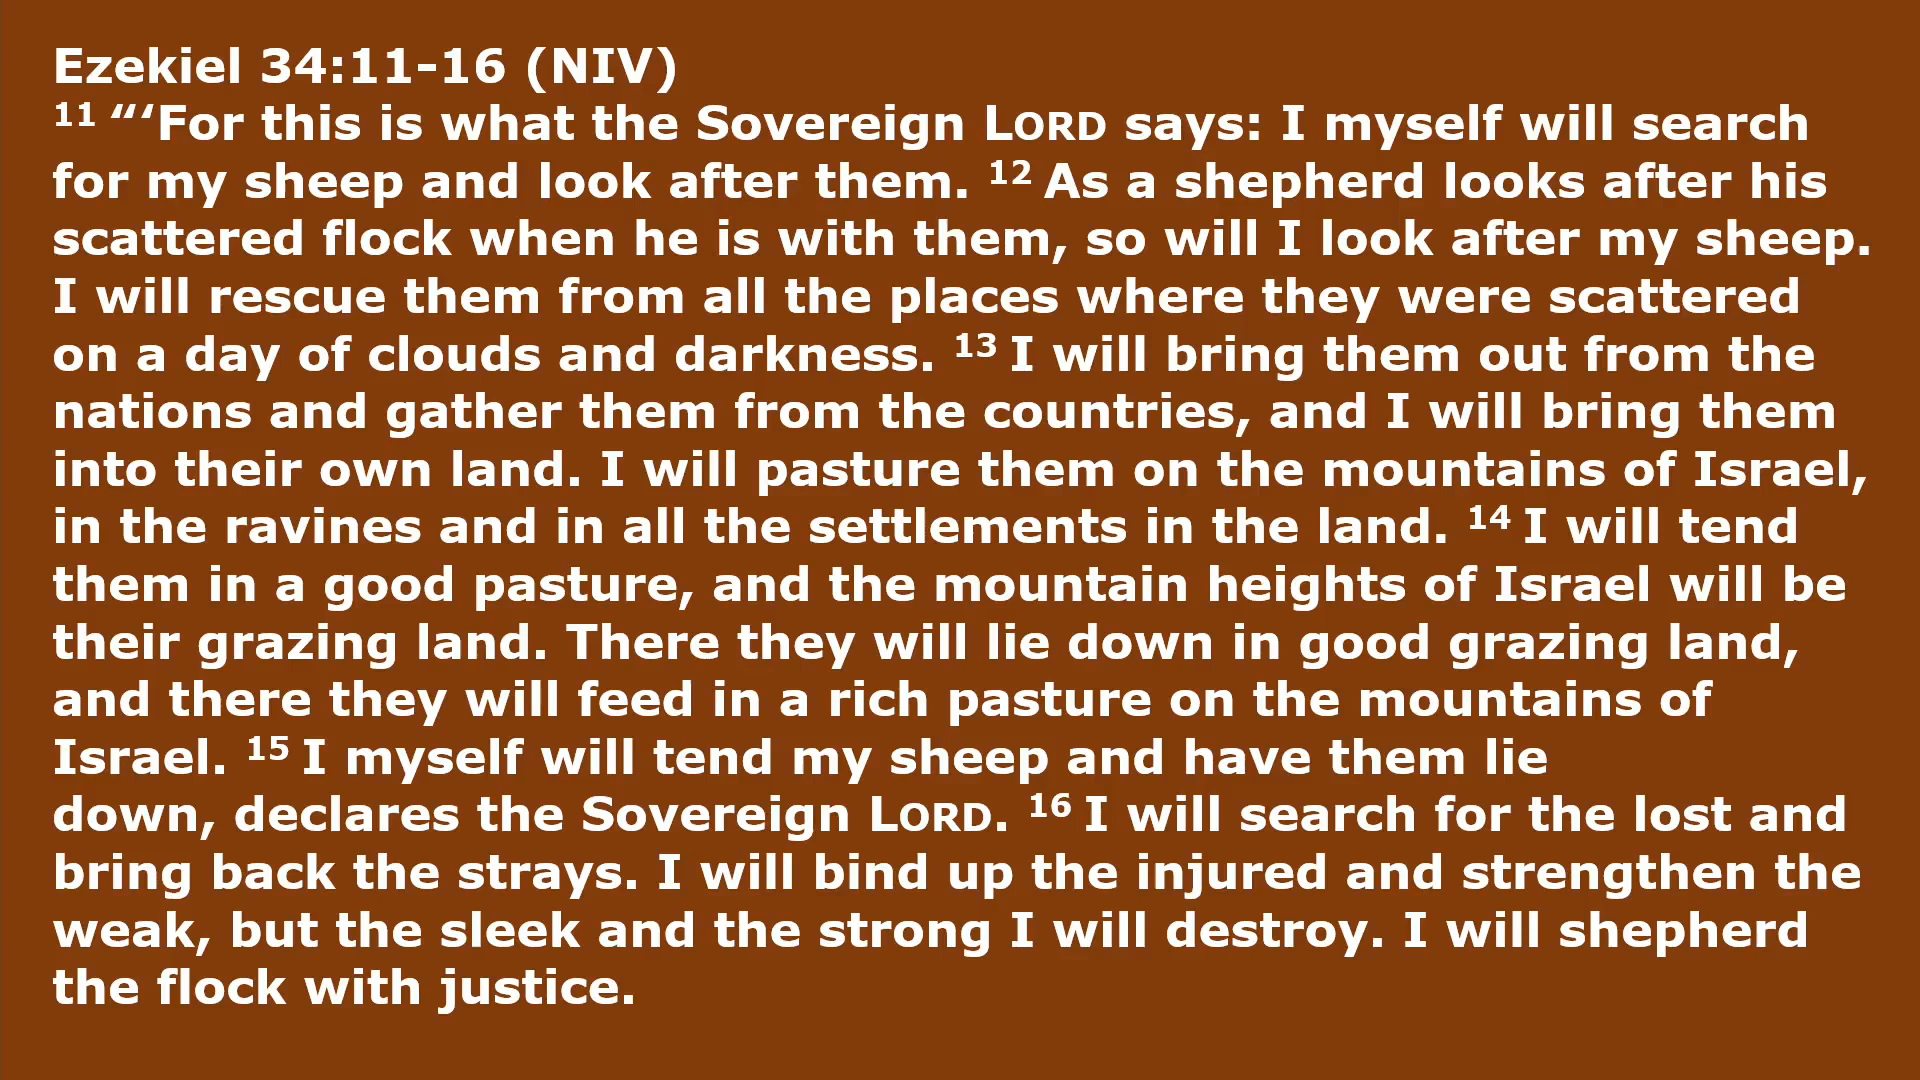 Ezekiel 34:11-16 (NIV)
11 “‘For this is what the Sovereign LORD says: I myself will search
for my sheep and look after them. 12 As a shepherd looks after his
scattered flock when he is with them, so will I look after my sheep.
I will rescue them from all the places where they were scattered
on a day of clouds and darkness. 13 I will bring them out from the
nations and gather them from the countries, and I will bring them
into their own land. I will pasture them on the mountains of Israel,
in the ravines and in all the settlements in the land. 14 I will tend
them in a good pasture, and the mountain heights of Israel will be
their grazing land. There they will lie down in good grazing land,
and there they will feed in a rich pasture on the mountains of
Israel. 15 I myself will tend my sheep and have them lie
down, declares the Sovereign LORD. 16 I will search for the lost and
bring back the strays. I will bind up the injured and strengthen the
weak, but the sleek and the strong I will destroy. I will shepherd
the flock with justice.